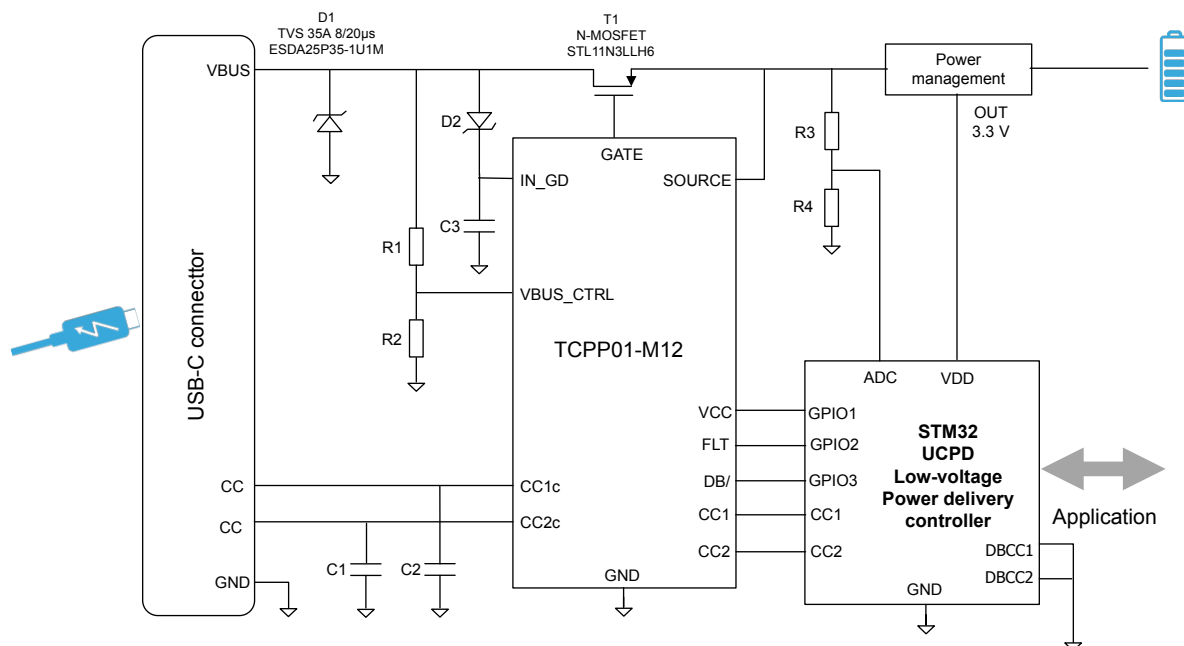 D1
TVS 35A 8/20µs
ESDA25P35-1U1M
T1
N-MOSFET
STL11N3LLH6
VBUS
Power
management
OUT
3.3 V
D2
R3
GATE
IN_GD
SOURCE
R4
C3
R1
VBUS_CTRL
R2
TCPP01-M12
USB-C connecttor
ADC
VDD
VCC
GPIO1
FLT
GPIO2
DB/
GPIO3
CC1
CC1
CC2
CC2
STM32
UCPD
Low-voltage
Power delivery
controller
Application
CC
CC1c
CC
CC2c
C1
C2
GND
GND
DBCC1
DBCC2
GND